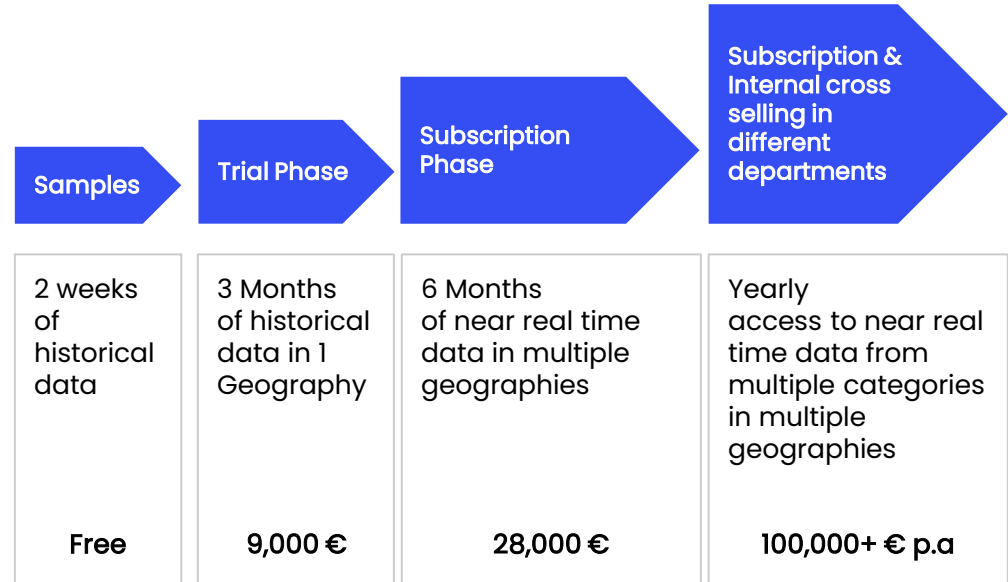 Samples
Trial Phase
Subscription
Phase
Subscription &
Internal cross
selling in
different
departments
2 weeks
of
historical
data
Free
3 Months
of historical
data in 1
Geography
9,000 €
6 Months
of near real time
data in multiple
geographies
28,000 €
Yearly
access to near real
time data from
multiple categories
in multiple
geographies
100,000+ € p.a